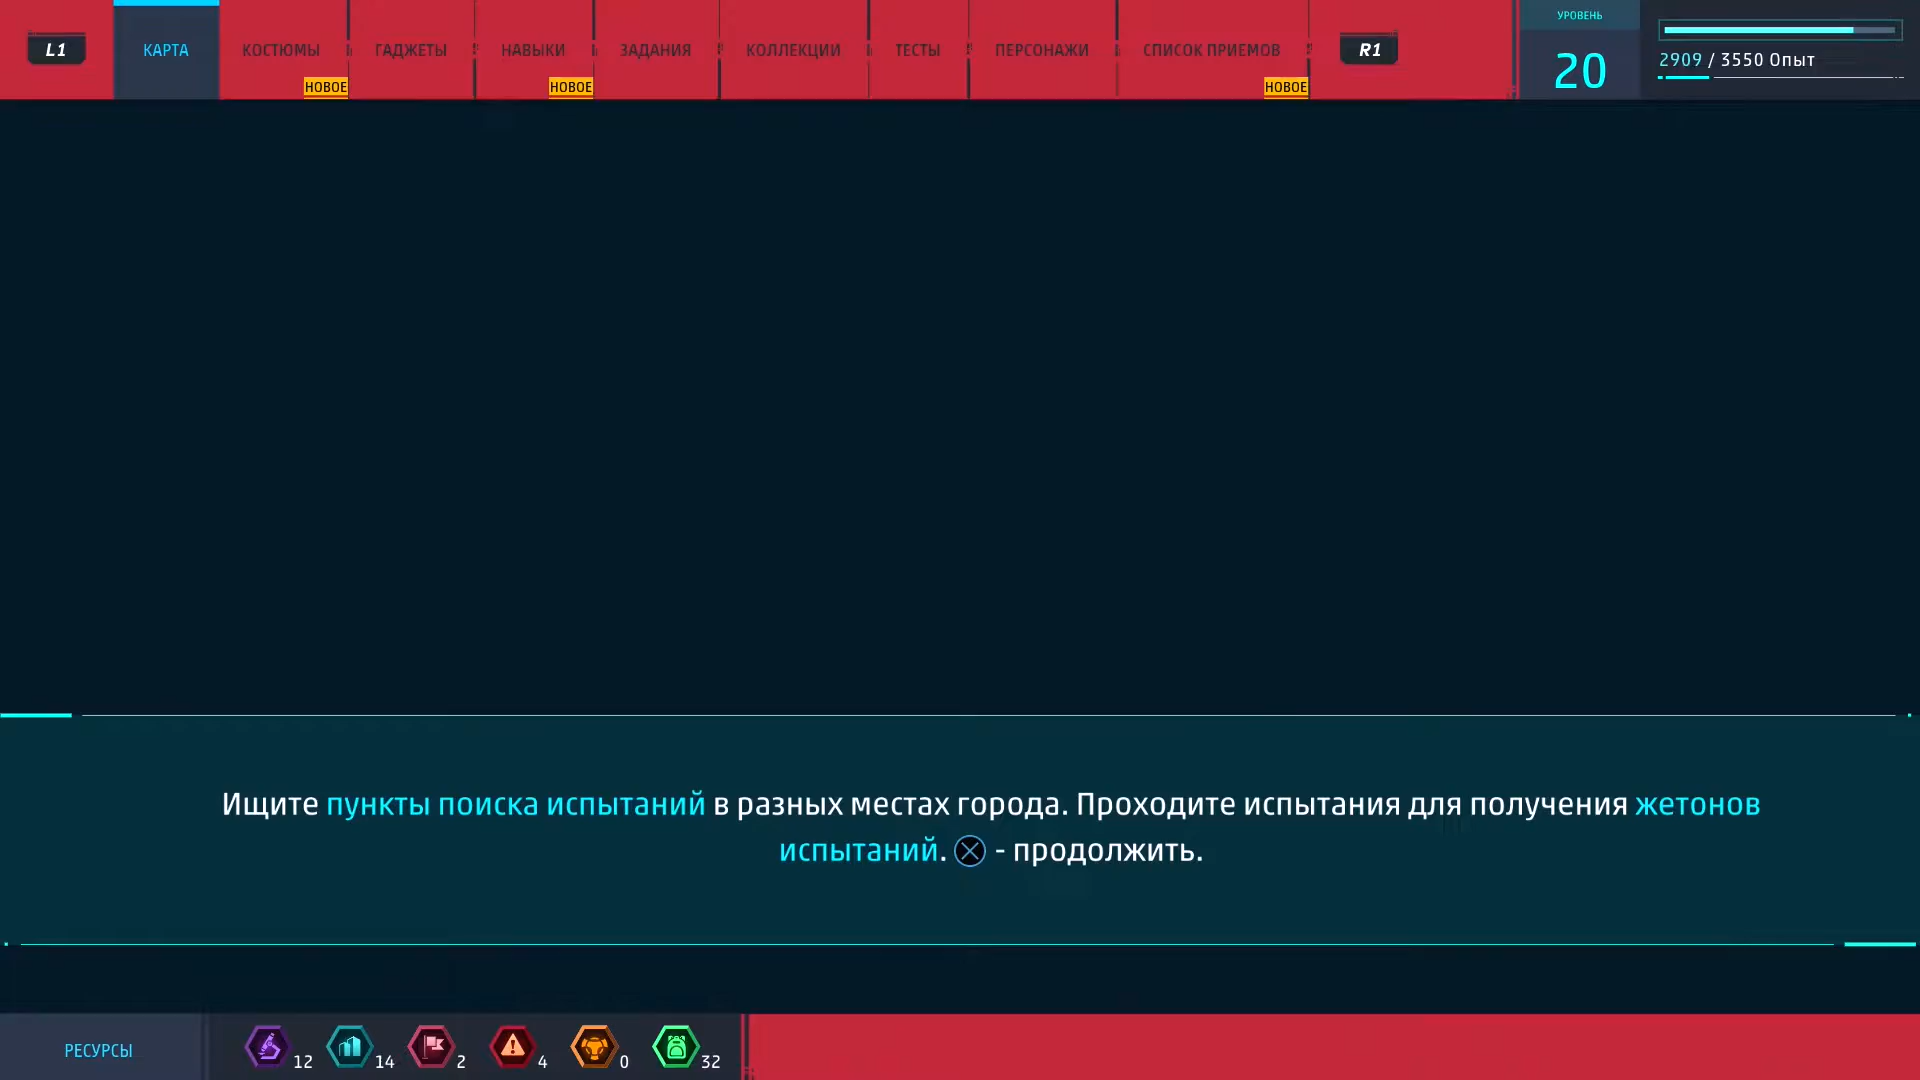 L1
КАРТА
КОСТЮМЫ
НОВОЕ
ГАДЖЕТЫ
НАВЫКИ
НОВОЕ
ЗАДАНИЯ
КОЛЛЕКЦИИ
ТЕСТЫ
ПЕРСОНАЖИ
СПИСОК ПРИЕМОВ
НОВОЕ
R1
УРОВЕНЬ
20
2909 / 3550 Опыт
Ищите пункты поиска испытаний в разных местах города. Проходите испытания для получения жетонов
испытаний. - продолжить.
РЕСУРСЫ
12
14
2
4
0
32